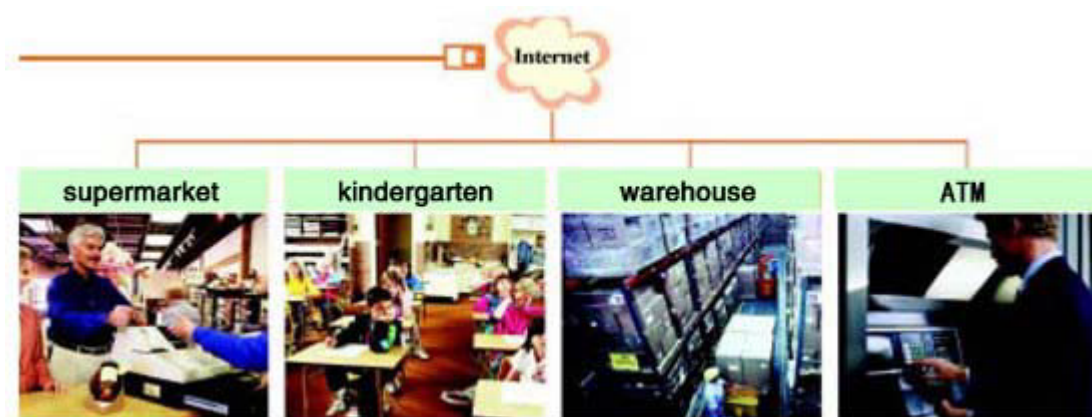 Internet
supermarket
kindergarten
warehouse
ATM